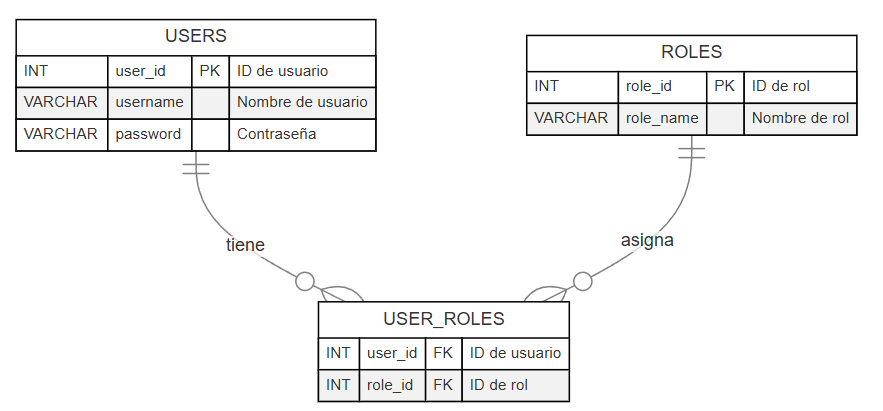 USERS
INT user_id PK ID de usuario
VARCHAR username Nombre de usuario
VARCHAR password Contraseña
ROLES
INT role_id PK ID de rol
VARCHAR role_name Nombre de rol
tiene
asigna
USER_ROLES
INT user_id FK ID de usuario
INT role_id FK ID de rol